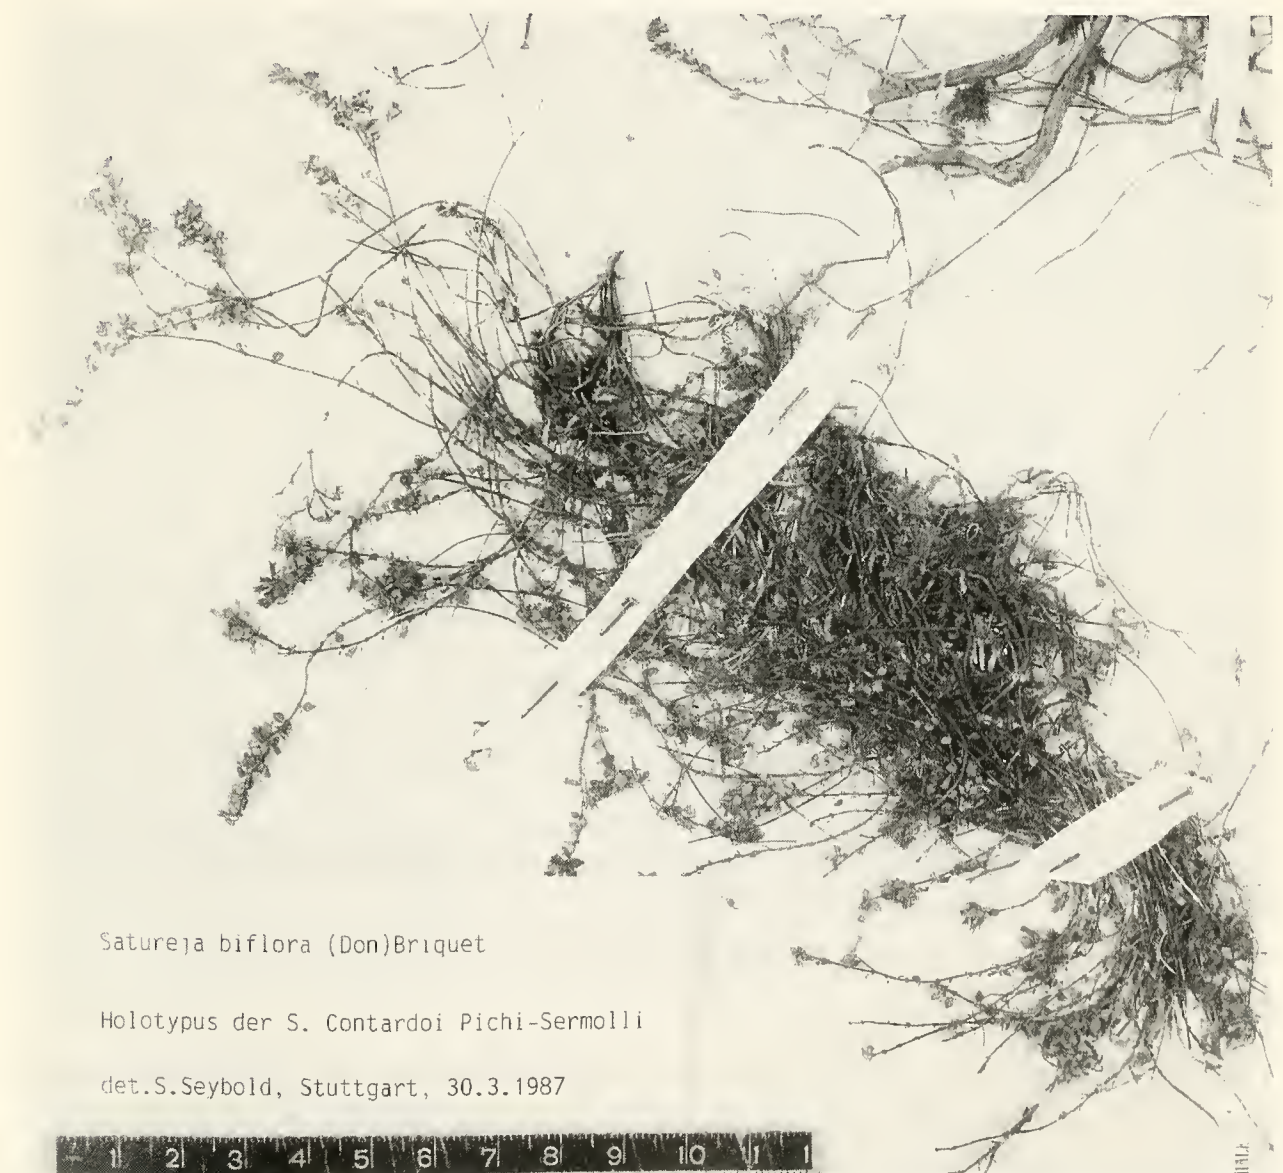 Satureja biflora (Don)Briquet
Holotypus der S. Contardoi Pichi-Sermolli
det.S.Seybold, Stuttgart, 30.3.1987
1 2 3 4 5 6 7 8 9 10 11 1